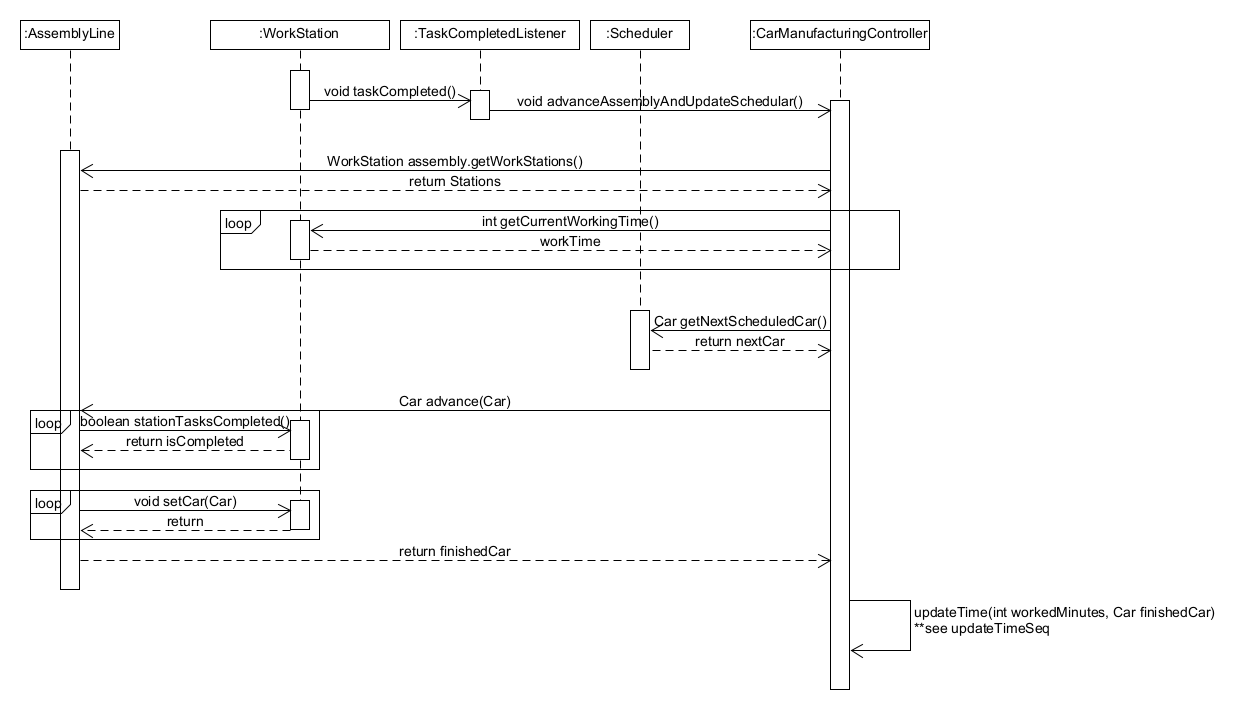 :AssemblyLine
:WorkStation
:TaskCompletedListener
:Scheduler
:CarManufacturingController
void taskCompleted()
void advanceAssemblyAndUpdateSchedular()
WorkStation assembly.getWorkStations()
return Stations
loop
int getCurrentWorkingTime()
workTime
Car getNextScheduledCar()
return nextCar
Car advance(Car)
loop
boolean stationTasksCompleted()
return isCompleted
loop
void setCar(Car)
return
return finishedCar
updateTime(int workedMinutes, Car finishedCar)
**see updateTimeSeq